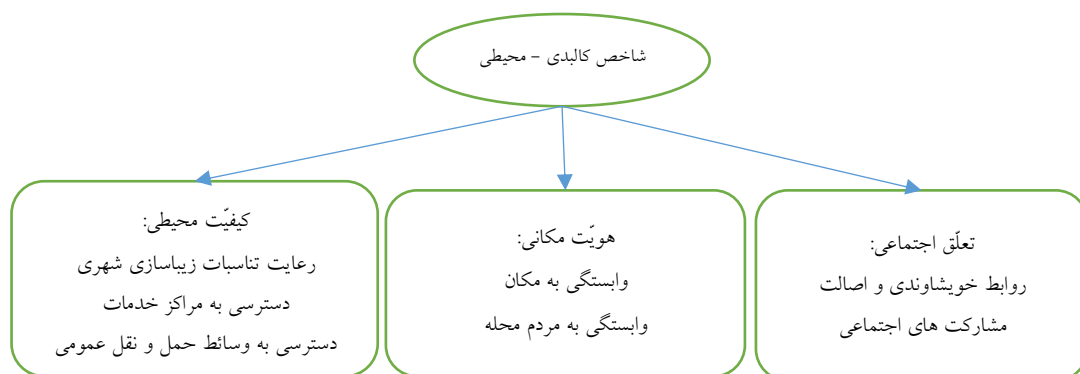 شاخص کالبدی – محیطی
تعلّق اجتماعی:
روابط خویشاوندی و اصالت
مشارکت های اجتماعی
هویّت مکانی:
وابستگی به مکان
وابستگی به مردم محله
کیفیّت محیطی:
رعایت تناسبات زیباسازی شهری
دسترسی به مراکز خدمات
دسترسی به وسائط حمل و نقل عمومی